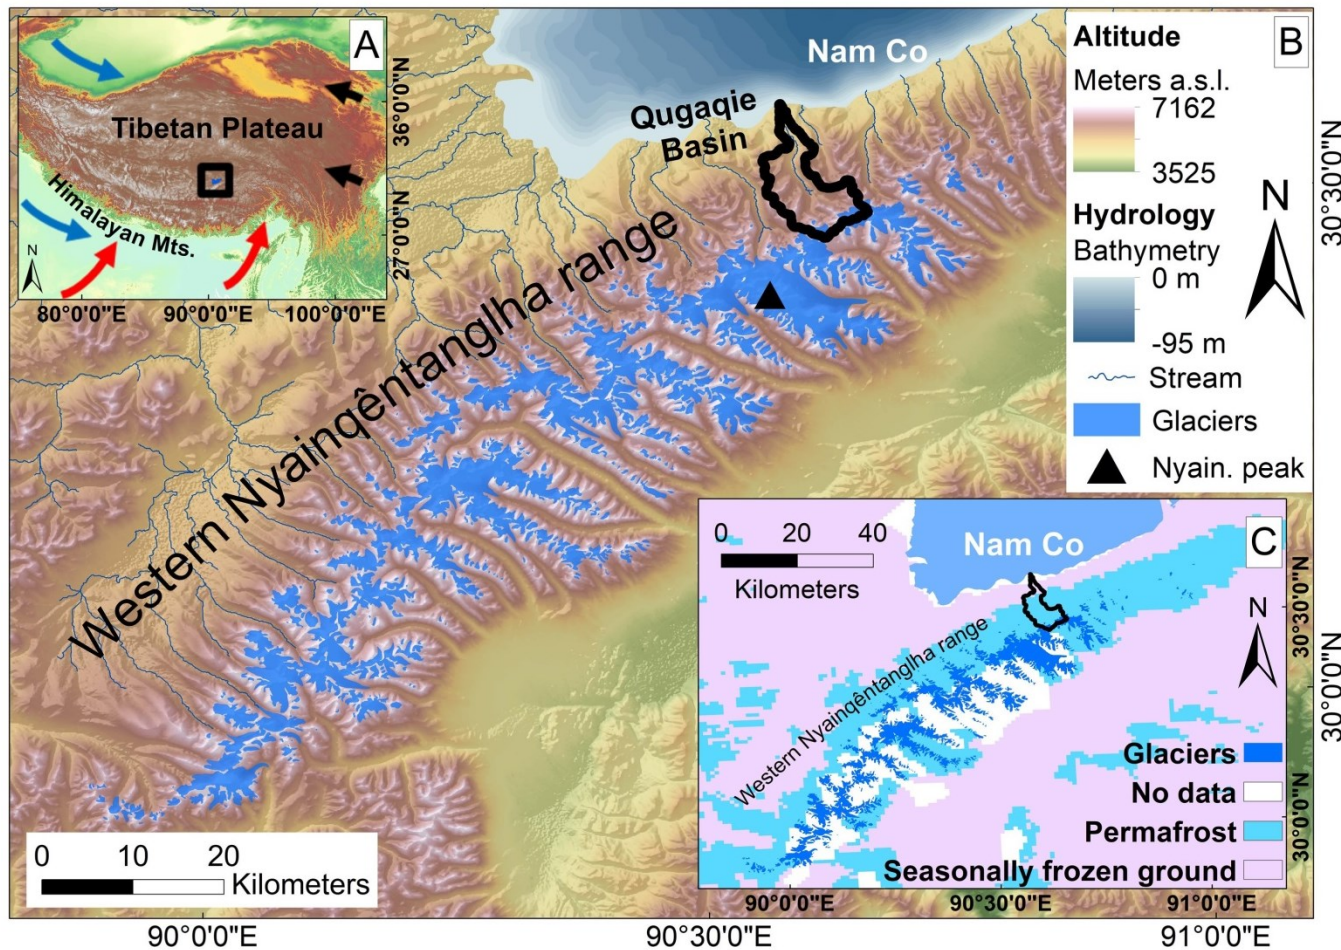 A
Tibetan Plateau
Himalayan Mts.
N
36°0'0"N
27°0'0"N
80°0'0"E
90°0'0"E
100°0'0"E
Nam Co
Qugaqie
Basin
Western Nyainqêntanglha range
B
Altitude
Meters a.s.l.
7162
3525
Hydrology
Bathymetry
0 m
-95 m
Stream
Glaciers
Nyain. peak
N
30°30'0"N
30°0'0"N
0 10 20
Kilometers
90°0'0"E
90°30'0"E
C
0 20 40
Kilometers
Nam Co
Western Nyainqêntanglha range
N
Glaciers
No data
Permafrost
Seasonally frozen ground
30°30'0"N
30°0'0"N
90°0'0"E
90°30'0"E
91°0'0"E